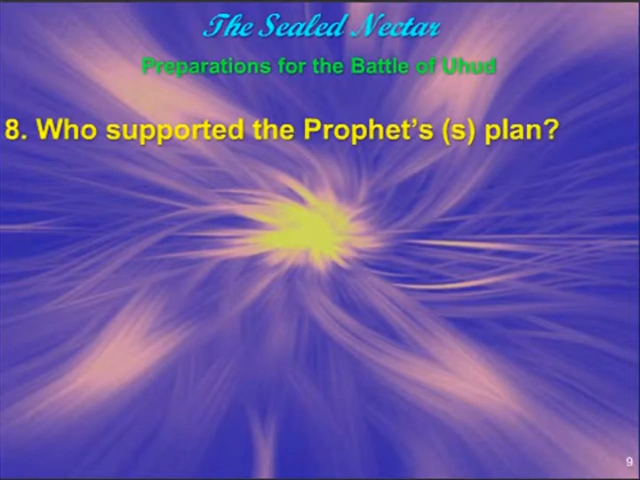 The Sealed Nectar
Preparations for the Battle of Uhud
8. Who supported the Prophet's (s) plan?
9